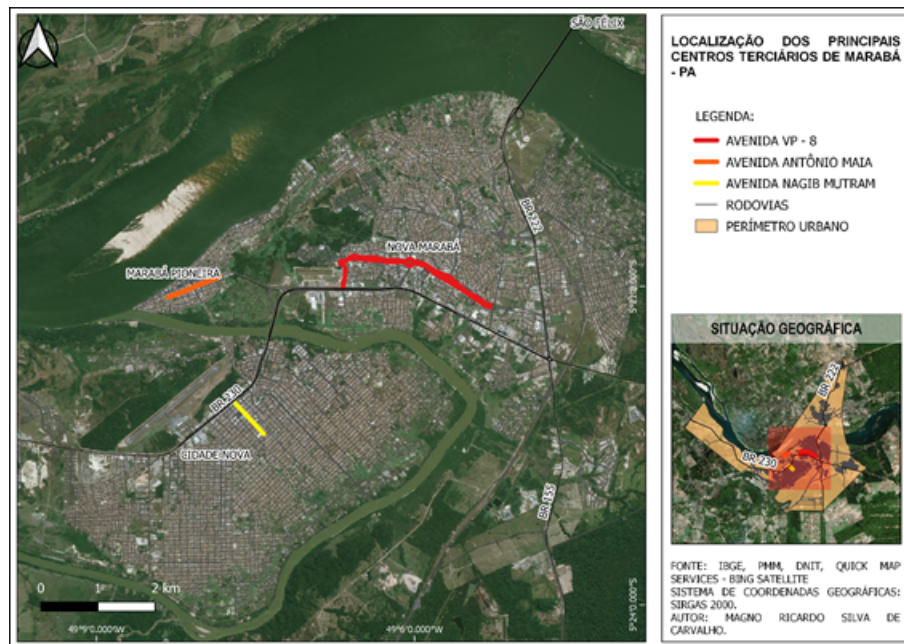 SÃO FÉLIX
BR.222
NOVA MARABÁ
MARABÁ PIONEIRA
BR.230
CIDADE NOVA
BR.155
0 1 2 km
49°9'0.000"W
49°6'0.000"W
5°21'0.000"S
5°24'0.000"S
LOCALIZAÇÃO DOS PRINCIPAIS
CENTROS TERCIÁRIOS DE MARABÁ
- PA
LEGENDA:
AVENIDA VP - 8
AVENIDA ANTÔNIO MAIA
AVENIDA NAGIB MUTRAM
RODOVIAS
PERÍMETRO URBANO
SITUAÇÃO GEOGRÁFICA
BR.222
BR.230
FONTE: IBGE, PMM, DNIT, QUICK MAP
SERVICES - BING SATELLITE
SISTEMA DE COORDENADAS GEOGRÁFICAS:
SIRGAS 2000.
AUTOR: MAGNO RICARDO SILVA DE
CARVALHO.